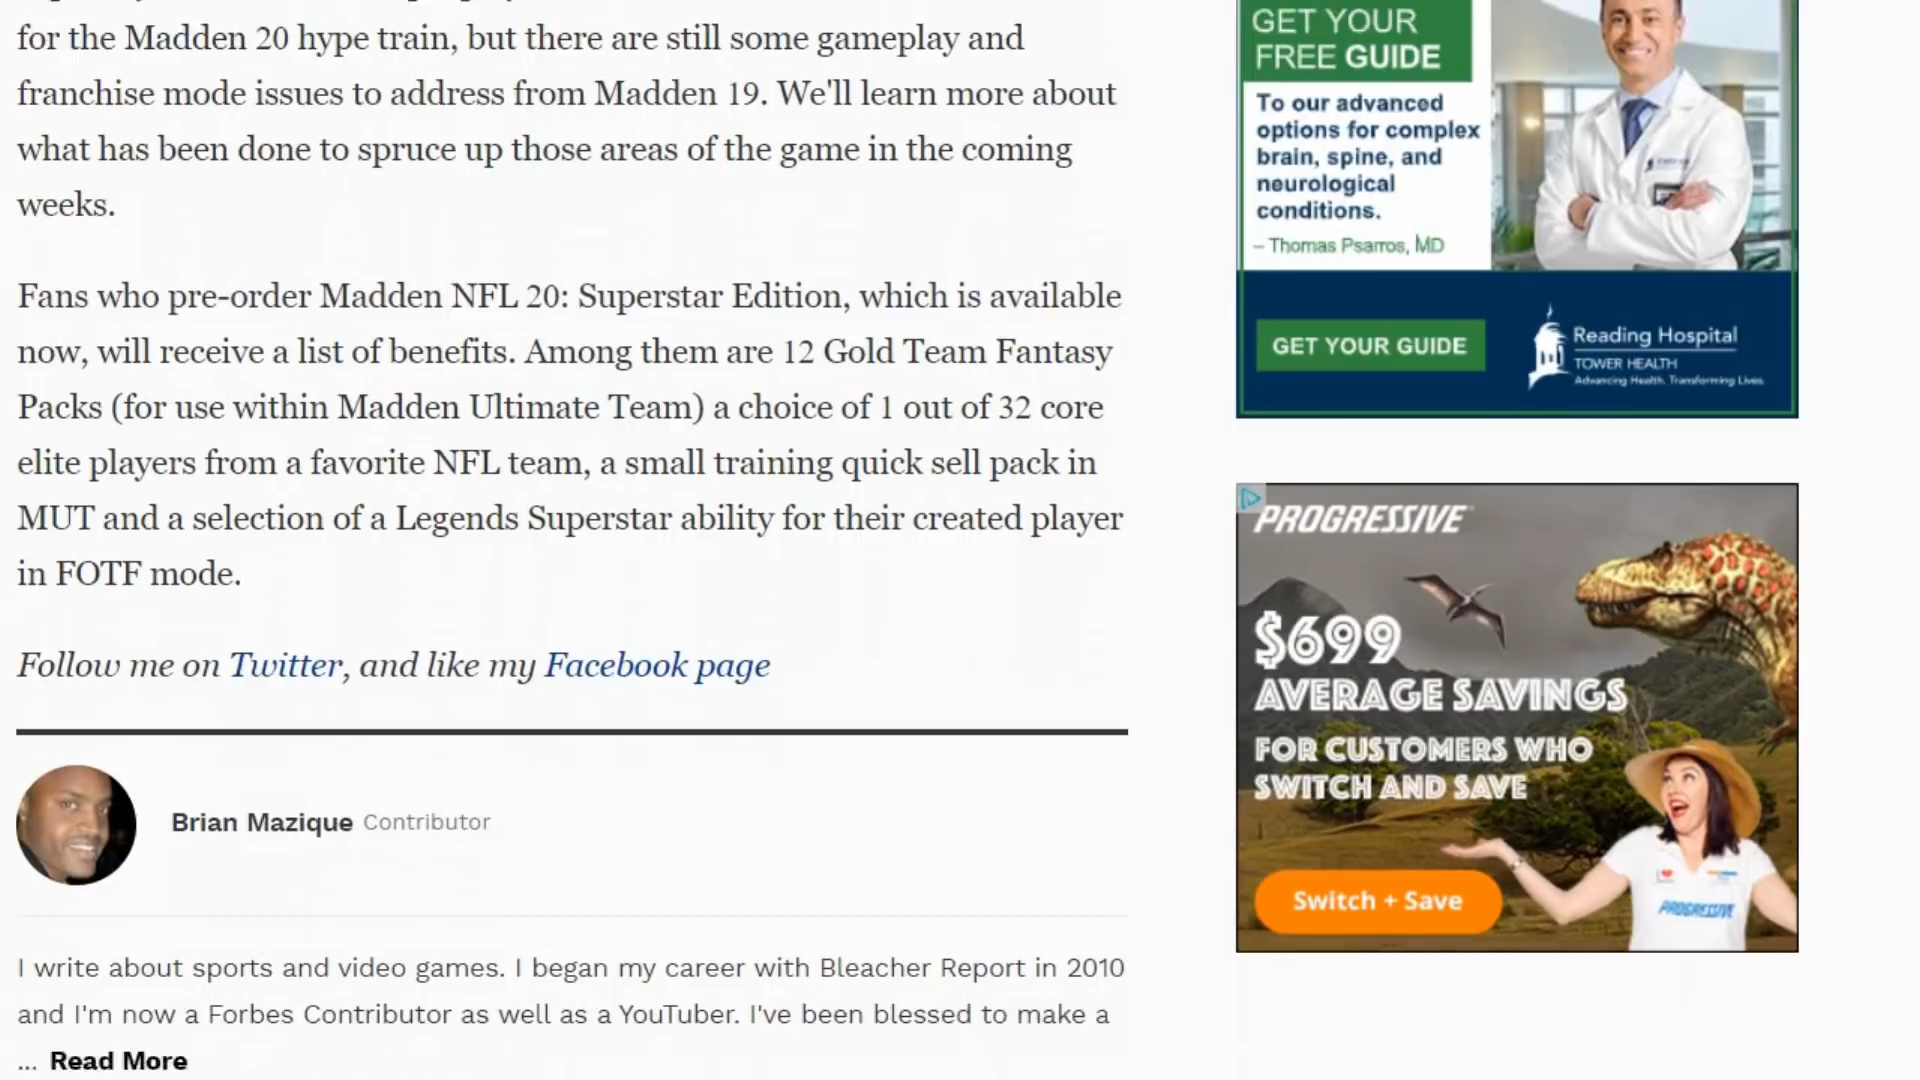 for the Madden 20 hype train, but there are still some gameplay and
franchise mode issues to address from Madden 19. We'll learn more about
what has been done to spruce up those areas of the game in the coming
weeks.
Fans who pre-order Madden NFL 20: Superstar Edition, which is available
now, will receive a list of benefits. Among them are 12 Gold Team Fantasy
Packs (for use within Madden Ultimate Team) a choice of 1 out of 32 core
elite players from a favorite NFL team, a small training quick sell pack in
MUT and a selection of a Legends Superstar ability for their created player
in FOTF mode.
Follow me on Twitter, and like my Facebook page
Brian Mazique Contributor
I write about sports and video games. I began my career with Bleacher Report in 2010
and I'm now a Forbes Contributor as well as a YouTuber. I've been blessed to make a
... Read More
GET YOUR
FREE GUIDE
To our advanced
options for complex
brain, spine, and
neurological
conditions.
– Thomas Psarros, MD
GET YOUR GUIDE
Reading Hospital
TOWER HEALTH
Advancing Health. Transforming Lives.
PROGRESSIVE
$699
AVERAGE SAVINGS
FOR CUSTOMERS WHO
SWITCH AND SAVE
Switch + Save
PROGRESSIVE